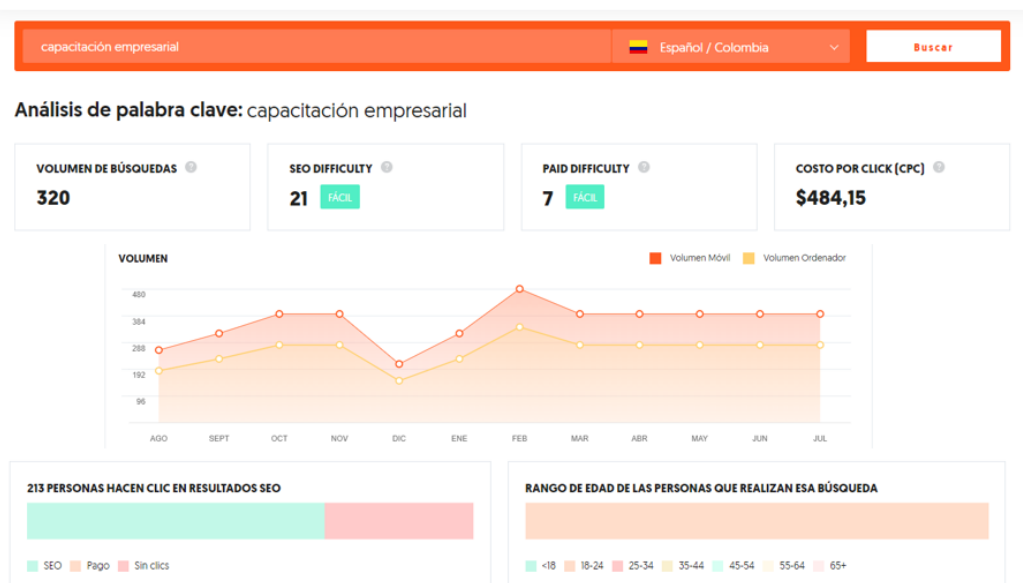 capacitación empresarial
Español / Colombia
Buscar
Análisis de palabra clave: capacitación empresarial
VOLUMEN DE BÚSQUEDAS ?
320
SEO DIFFICULTY ?
21 FÁCIL
PAID DIFFICULTY ?
7 FÁCIL
COSTO POR CLICK (CPC) ?
$484,15
VOLUMEN
Volumen Móvil
Volumen Ordenador
480
384
288
192
96
AGO SEPT OCT NOV DIC ENE FEB MAR ABR MAY JUN JUL
213 PERSONAS HACEN CLIC EN RESULTADOS SEO
SEO Pago Sin clics
RANGO DE EDAD DE LAS PERSONAS QUE REALIZAN ESA BÚSQUEDA
<18 18-24 25-34 35-44 45-54 55-64 65+